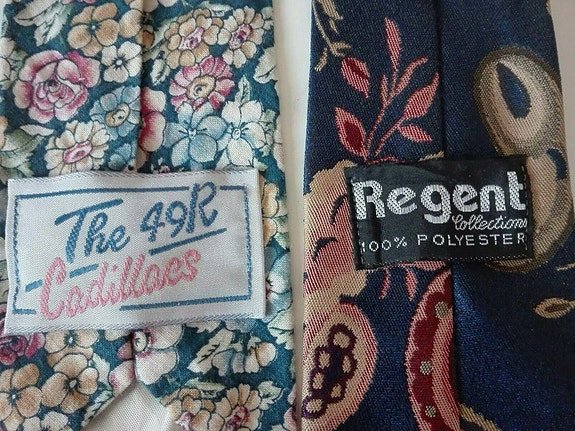 The 49R
Cadillacs
Regent
Collections
100% POLYESTER